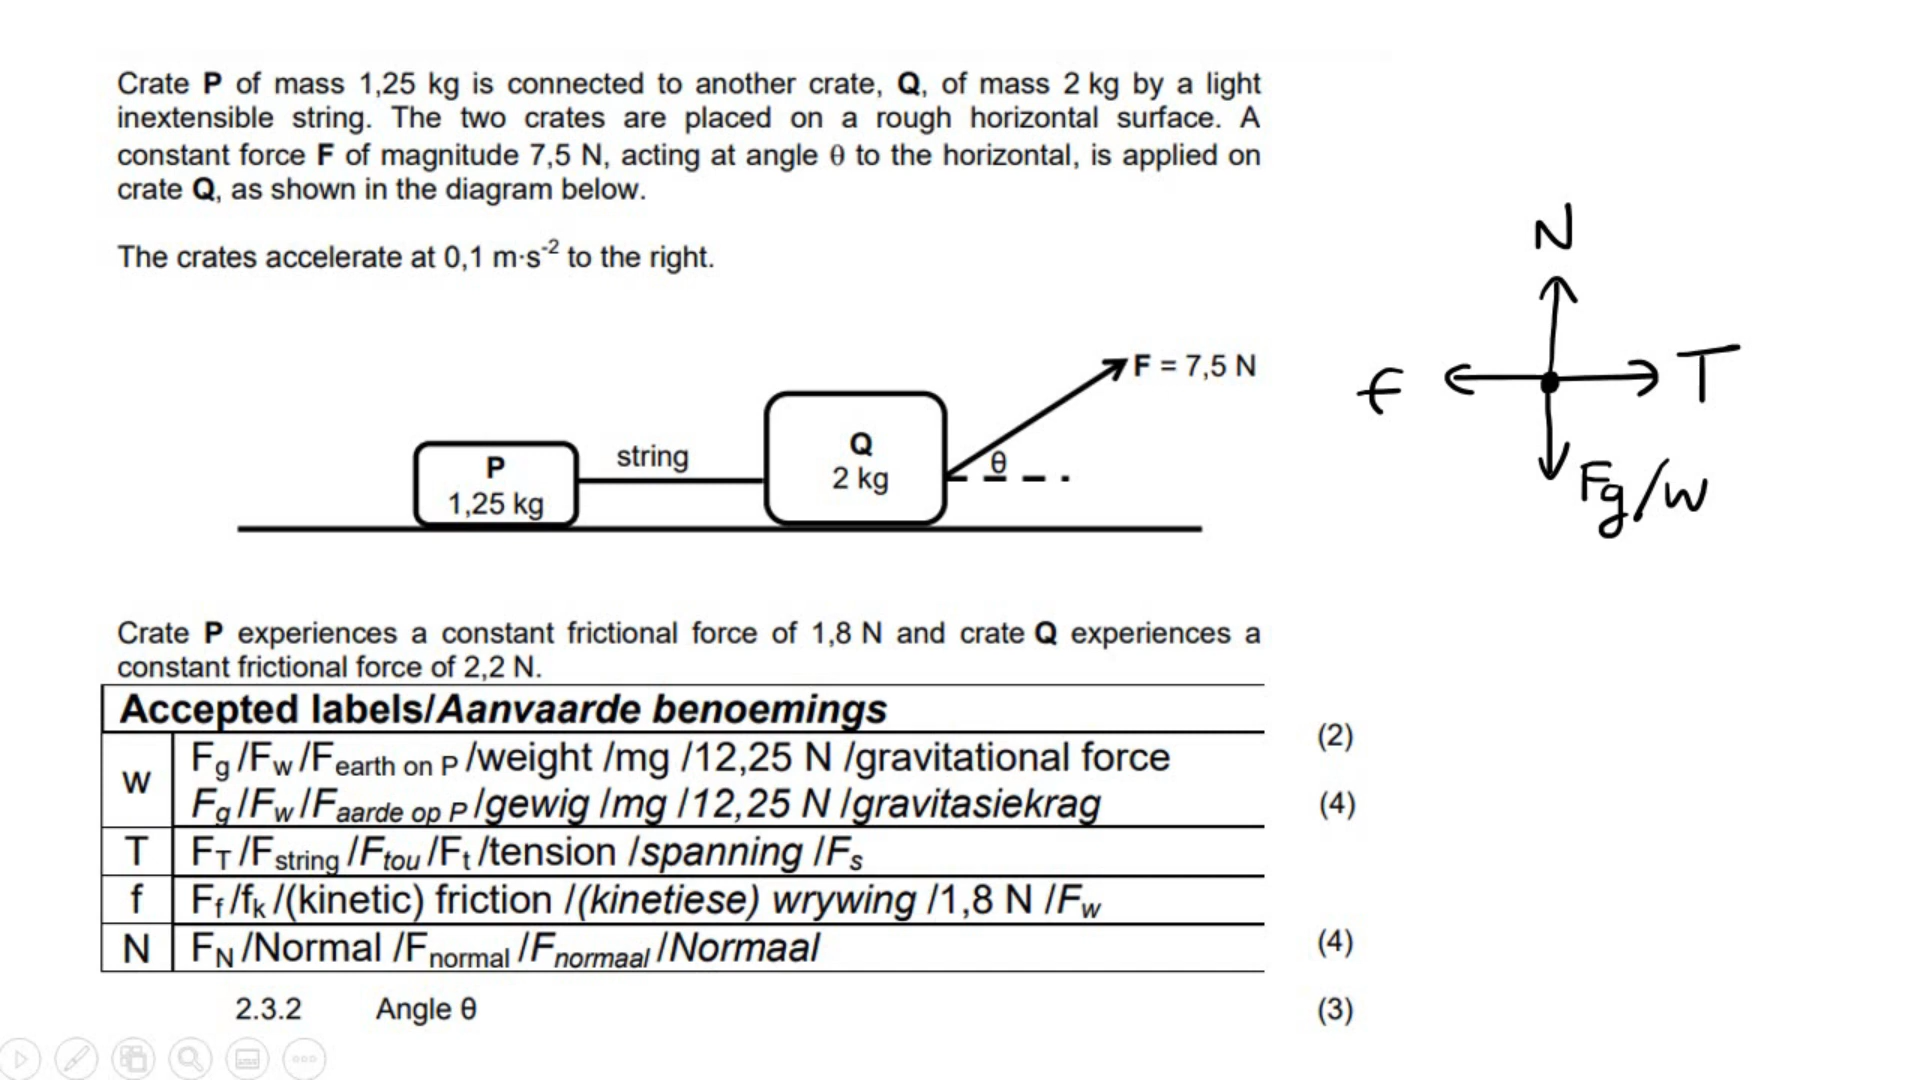 Crate P of mass 1,25 kg is connected to another crate, Q, of mass 2 kg by a light
inextensible string. The two crates are placed on a rough horizontal surface. A
constant force F of magnitude 7,5 N, acting at angle θ to the horizontal, is applied on
crate Q, as shown in the diagram below.
The crates accelerate at 0,1 m·s⁻² to the right.
N
F = 7,5 N
f
T
P
1,25 kg
string
Q
2 kg
θ
Fg/w
Crate P experiences a constant frictional force of 1,8 N and crate Q experiences a
constant frictional force of 2,2 N.
Accepted labels/Aanvaarde benoemings
(2)
w
Fg /Fw /Fearth on P /weight /mg /12,25 N /gravitational force
Fg /Fw /Faarde op P /gewig /mg /12,25 N /gravitasiekrag
(4)
T FT /Fstring /Ftou /Ft /tension /spanning /Fs
f Ff /fk /(kinetic) friction /(kinetiese) wrywing /1,8 N /Fw
N FN /Normal /Fnormal /Fnormaal /Normaal
(4)
2.3.2 Angle θ (3)